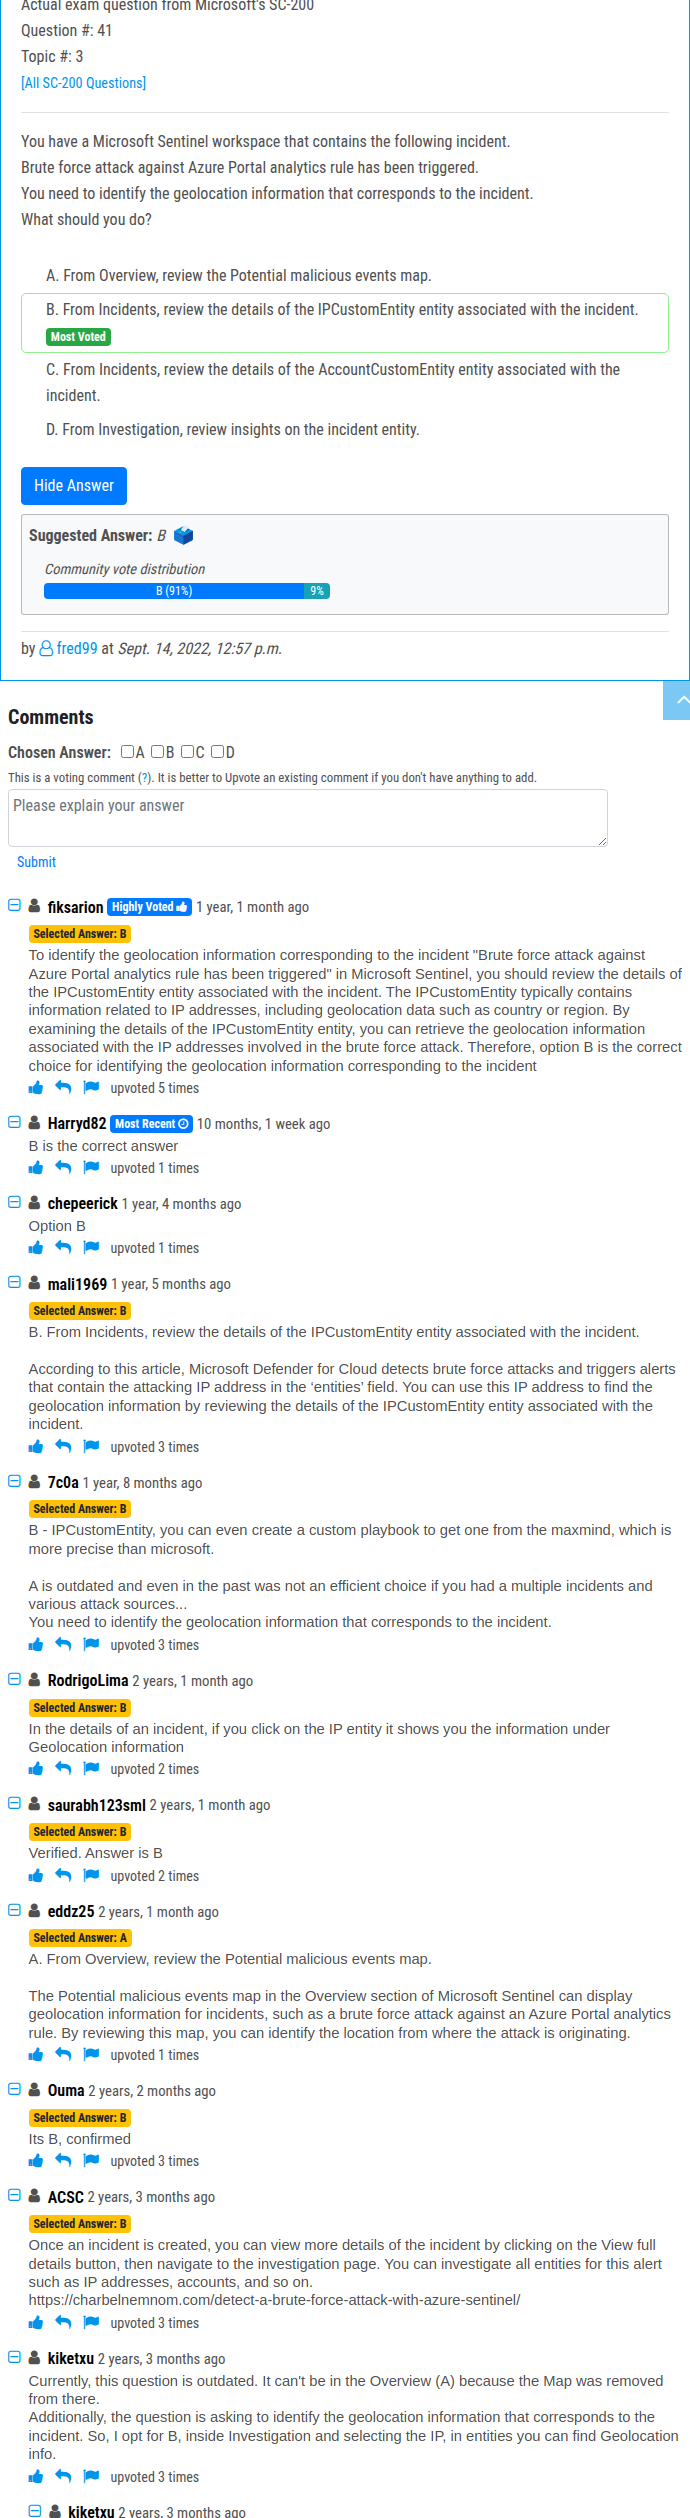 Actual exam question from Microsoft's SC-200
Question #: 41
Topic #: 3
[All SC-200 Questions]
You have a Microsoft Sentinel workspace that contains the following incident.
Brute force attack against Azure Portal analytics rule has been triggered.
You need to identify the geolocation information that corresponds to the incident.
What should you do?
A. From Overview, review the Potential malicious events map.
B. From Incidents, review the details of the IPCustomEntity entity associated with the incident.
Most Voted
C. From Incidents, review the details of the AccountCustomEntity entity associated with the
incident.
D. From Investigation, review insights on the incident entity.
Hide Answer
Suggested Answer: B
Community vote distribution
B (91%) 9%
by fred99 at Sept. 14, 2022, 12:57 p.m.
Comments
Chosen Answer: A B C D
This is a voting comment (?). It is better to Upvote an existing comment if you don't have anything to add.
Please explain your answer
Submit
fiksarion Highly Voted 1 year, 1 month ago
Selected Answer: B
To identify the geolocation information corresponding to the incident "Brute force attack against
Azure Portal analytics rule has been triggered" in Microsoft Sentinel, you should review the details of
the IPCustomEntity entity associated with the incident. The IPCustomEntity typically contains
information related to IP addresses, including geolocation data such as country or region. By
examining the details of the IPCustomEntity entity, you can retrieve the geolocation information
associated with the IP addresses involved in the brute force attack. Therefore, option B is the correct
choice for identifying the geolocation information corresponding to the incident
upvoted 5 times
Harryd82 Most Recent 10 months, 1 week ago
B is the correct answer
upvoted 1 times
chepeerick 1 year, 4 months ago
Option B
upvoted 1 times
mali1969 1 year, 5 months ago
Selected Answer: B
B. From Incidents, review the details of the IPCustomEntity entity associated with the incident.
According to this article, Microsoft Defender for Cloud detects brute force attacks and triggers alerts
that contain the attacking IP address in the ‘entities’ field. You can use this IP address to find the
geolocation information by reviewing the details of the IPCustomEntity entity associated with the
incident.
upvoted 3 times
7c0a 1 year, 8 months ago
Selected Answer: B
B - IPCustomEntity, you can even create a custom playbook to get one from the maxmind, which is
more precise than microsoft.
A is outdated and even in the past was not an efficient choice if you had a multiple incidents and
various attack sources...
You need to identify the geolocation information that corresponds to the incident.
upvoted 3 times
RodrigoLima 2 years, 1 month ago
Selected Answer: B
In the details of an incident, if you click on the IP entity it shows you the information under
Geolocation information
upvoted 2 times
saurabh123sml 2 years, 1 month ago
Selected Answer: B
Verified. Answer is B
upvoted 2 times
eddz25 2 years, 1 month ago
Selected Answer: A
A. From Overview, review the Potential malicious events map.
The Potential malicious events map in the Overview section of Microsoft Sentinel can display
geolocation information for incidents, such as a brute force attack against an Azure Portal analytics
rule. By reviewing this map, you can identify the location from where the attack is originating.
upvoted 1 times
Ouma 2 years, 2 months ago
Selected Answer: B
Its B, confirmed
upvoted 3 times
ACSC 2 years, 3 months ago
Selected Answer: B
Once an incident is created, you can view more details of the incident by clicking on the View full
details button, then navigate to the investigation page. You can investigate all entities for this alert
such as IP addresses, accounts, and so on.
https://charbelnemnom.com/detect-a-brute-force-attack-with-azure-sentinel/
upvoted 3 times
kiketxu 2 years, 3 months ago
Currently, this question is outdated. It can't be in the Overview (A) because the Map was removed
from there.
Additionally, the question is asking to identify the geolocation information that corresponds to the
incident. So, I opt for B, inside Investigation and selecting the IP, in entities you can find Geolocation
info.
upvoted 3 times
kiketxu 2 years, 3 months ago